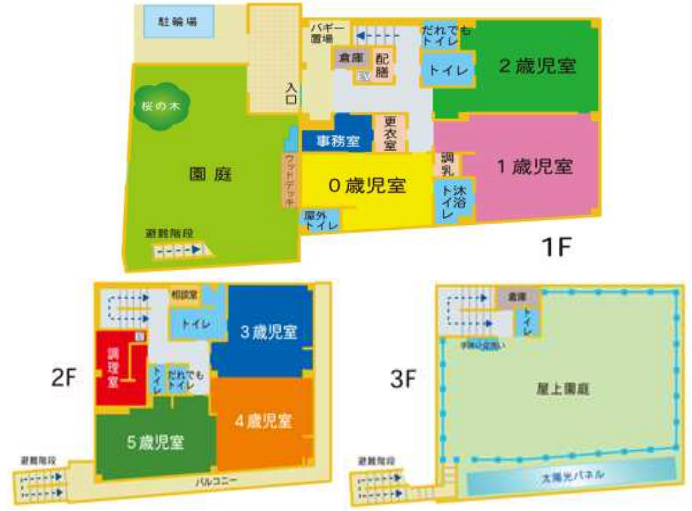 駐輪場
バギー
置場
倉庫
EV
配膳
だれでも
トイレ
トイレ
2歳児室
桜の木
入口
事務室
更衣室
園庭
ウッドデッキ
0歳児室
調乳
1歳児室
沐浴
トイレ
屋外
トイレ
避難階段
1F
相談室
トイレ
3歳児室
調理室
2F
トイレ
だれでも
トイレ
4歳児室
5歳児室
避難階段
バルコニー
倉庫
トイレ
3F
屋上園庭
避難階段
太陽光パネル